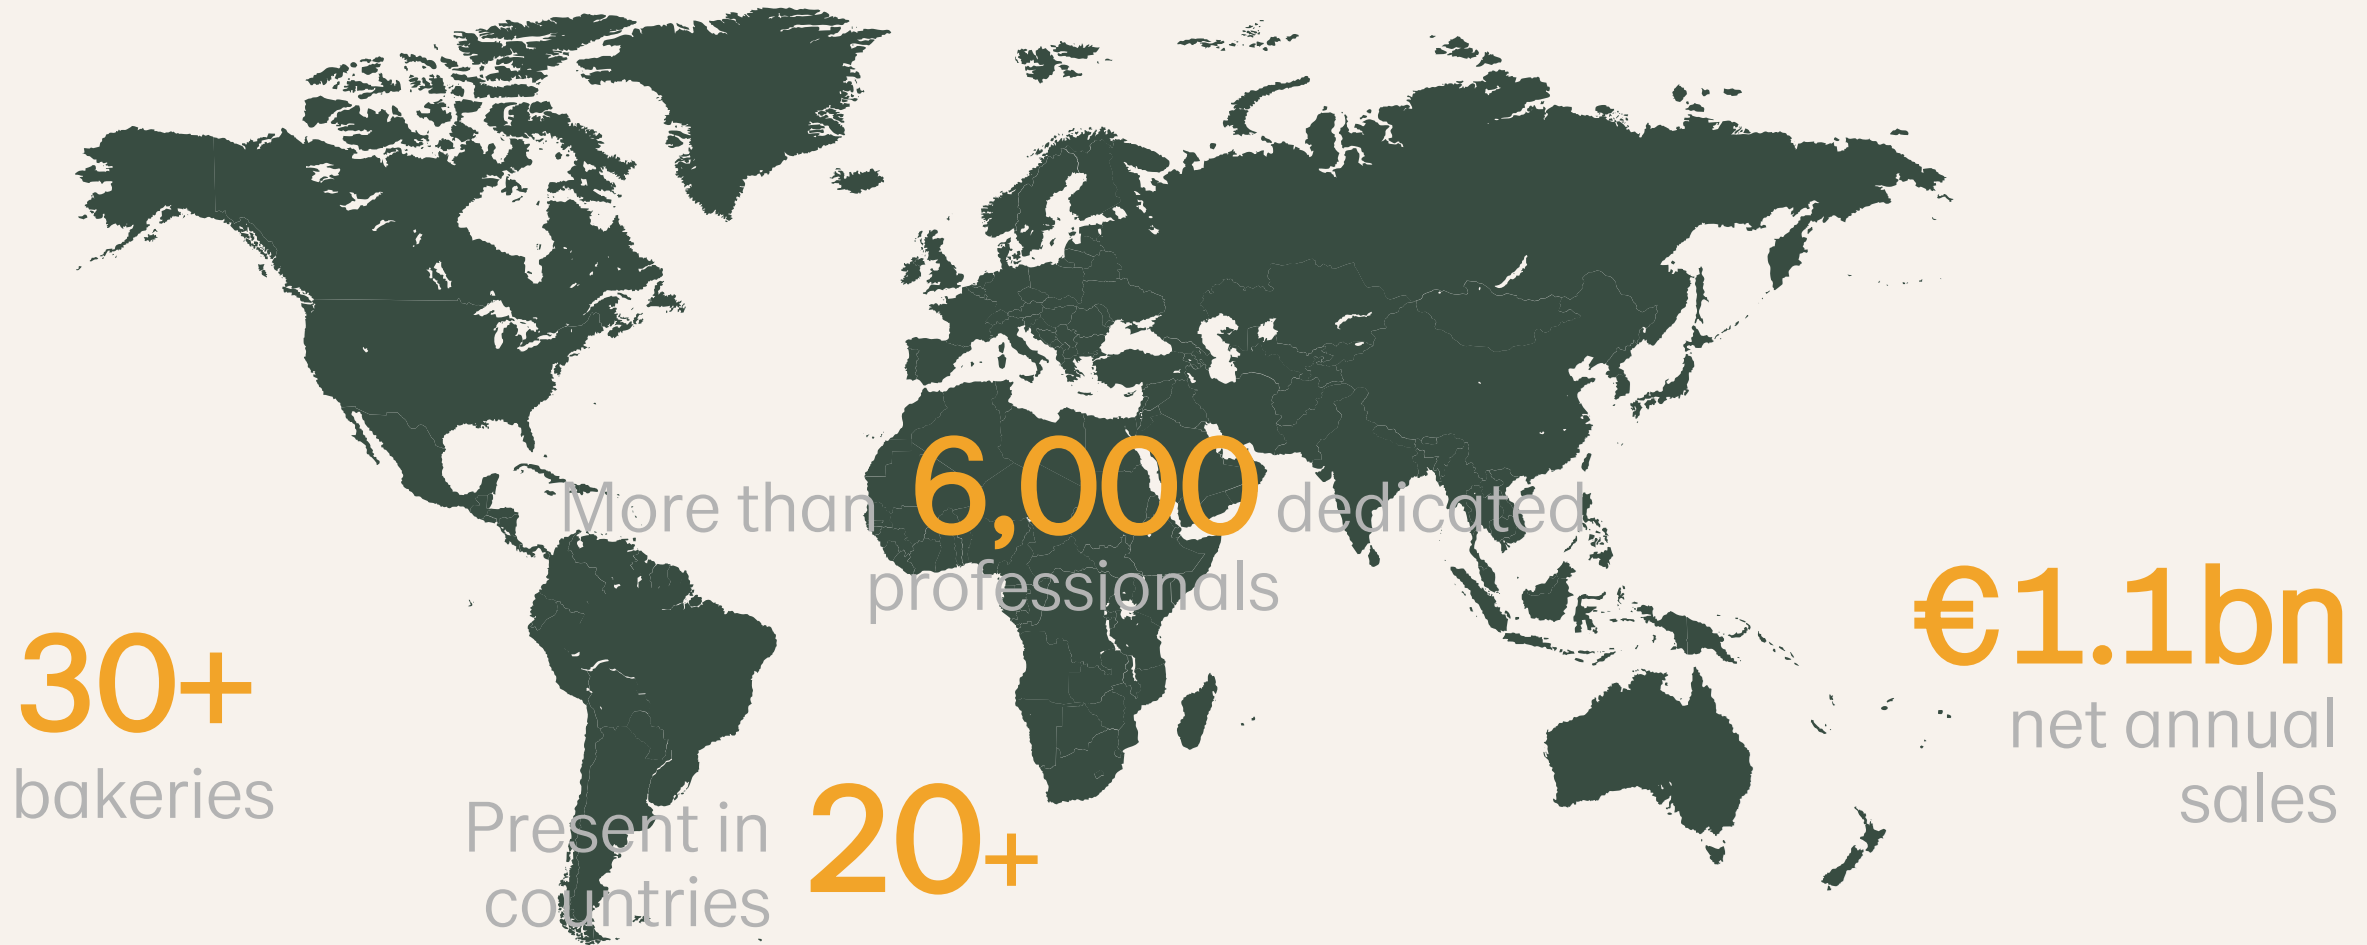 More than 6,000 dedicated
professionals
30+
bakeries
Present in 20+
countries
€1.1bn
net annual
sales